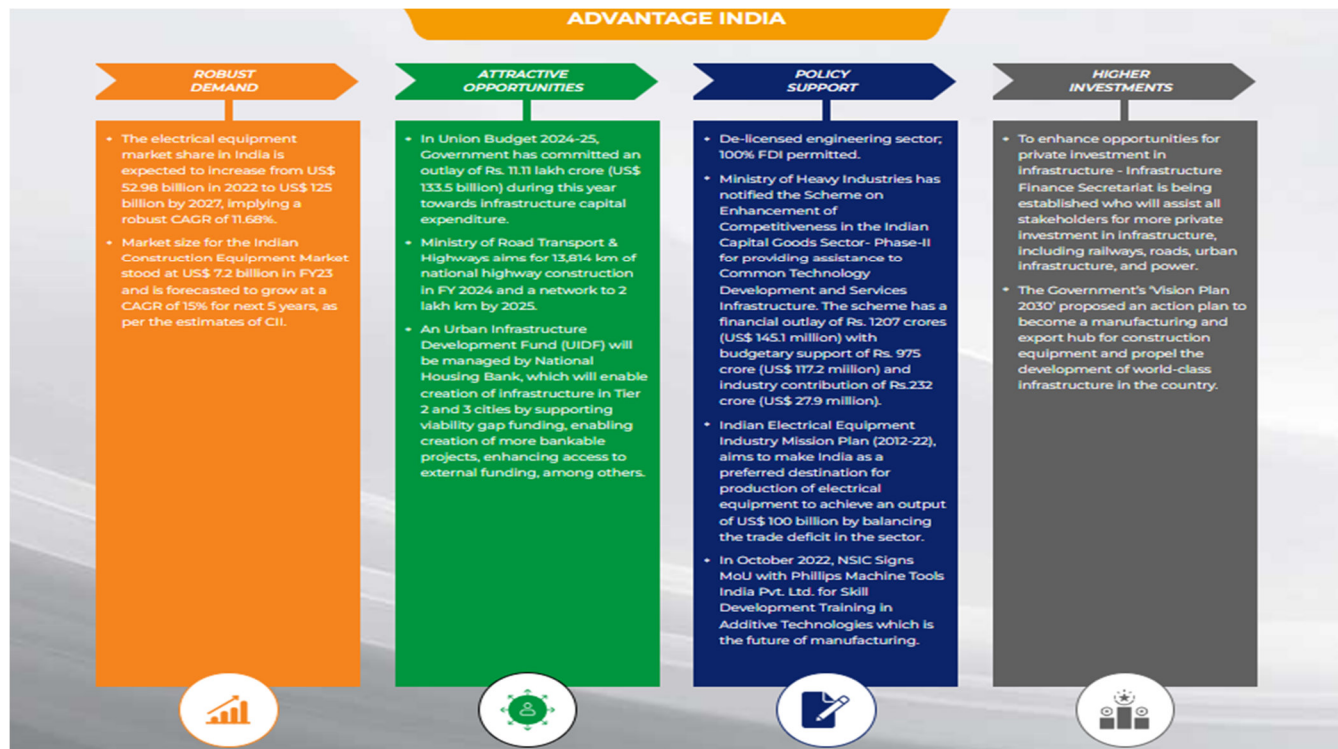 ADVANTAGE INDIA
ROBUST
DEMAND
• The electrical equipment
market share in India is
expected to increase from US$
52.98 billion in 2022 to US$ 125
billion by 2027, implying a
robust CAGR of 11.68%.
• Market size for the Indian
Construction Equipment Market
stood at US$ 7.2 billion in FY23
and is forecasted to grow at a
CAGR of 15% for next 5 years, as
per the estimates of CII.
ATTRACTIVE
OPPORTUNITIES
• In Union Budget 2024-25,
Government has committed an
outlay of Rs. 11.11 lakh crore (US$
133.5 billion) during this year
towards infrastructure capital
expenditure.
• Ministry of Road Transport &
Highways aims for 13,814 km of
national highway construction
in FY 2024 and a network to 2
lakh km by 2025.
• An Urban Infrastructure
Development Fund (UIDF) will
be managed by National
Housing Bank, which will enable
creation of infrastructure in Tier
2 and 3 cities by supporting
viability gap funding, enabling
creation of more bankable
projects, enhancing access to
external funding, among others.
POLICY
SUPPORT
• De-licensed engineering sector;
100% FDI permitted.
• Ministry of Heavy Industries has
notified the Scheme on
Enhancement of
Competitiveness in the Indian
Capital Goods Sector- Phase-II
for providing assistance to
Common Technology
Development and Services
Infrastructure. The scheme has a
financial outlay of Rs. 1207 crores
(US$ 145.1 million) with
budgetary support of Rs. 975
crore (US$ 117.2 miilion) and
industry contribution of Rs.232
crore (US$ 27.9 million).
• Indian Electrical Equipment
Industry Mission Plan (2012-22),
aims to make India as a
preferred destination for
production of electrical
equipment to achieve an output
of US$ 100 billion by balancing
the trade deficit in the sector.
• In October 2022, NSIC Signs
MoU with Phillips Machine Tools
India Pvt. Ltd. for Skill
Development Training in
Additive Technologies which is
the future of manufacturing.
HIGHER
INVESTMENTS
• To enhance opportunities for
private investment in
infrastructure - Infrastructure
Finance Secretariat is being
established who will assist all
stakeholders for more private
investment in infrastructure,
including railways, roads, urban
infrastructure, and power.
• The Government's 'Vision Plan
2030' proposed an action plan to
become a manufacturing and
export hub for construction
equipment and propel the
development of world-class
infrastructure in the country.